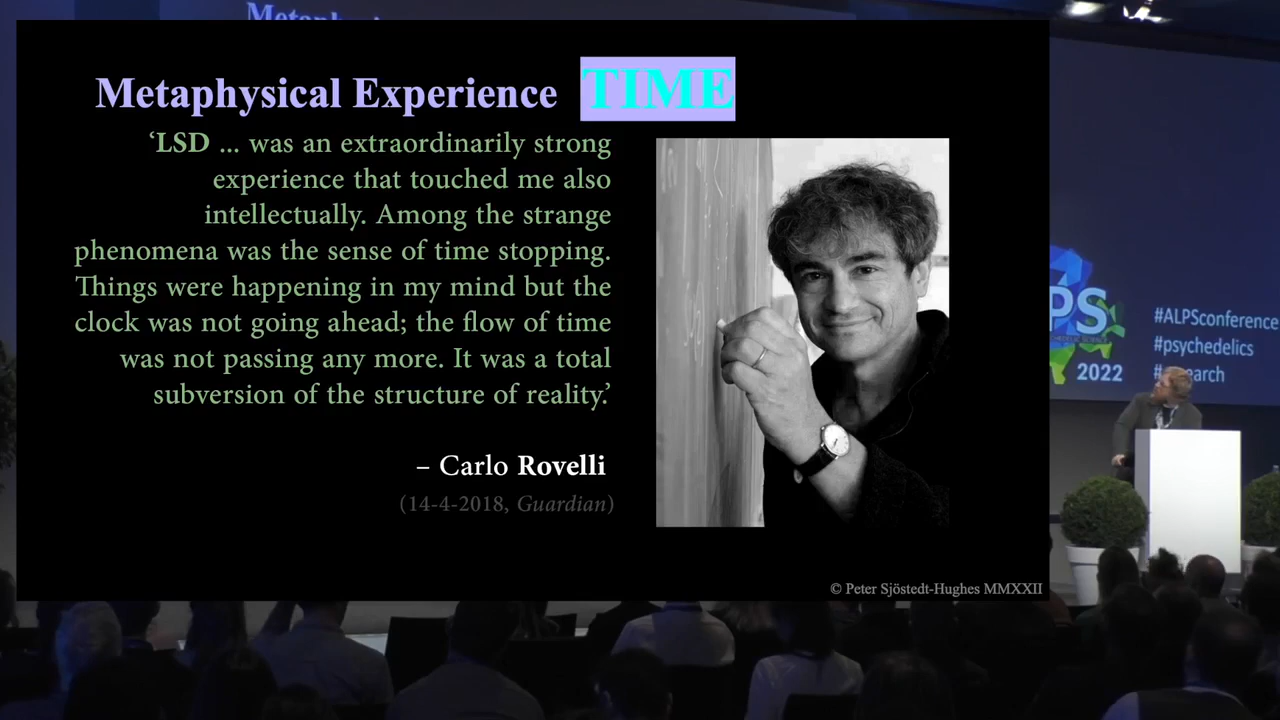 Metaphysical Experience TIME
‘LSD ... was an extraordinarily strong
experience that touched me also
intellectually. Among the strange
phenomena was the sense of time stopping.
Things were happening in my mind but the
clock was not going ahead; the flow of time
was not passing any more. It was a total
subversion of the structure of reality.’
– Carlo Rovelli
(14-4-2018, Guardian)
© Peter Sjöstedt-Hughes MMXXII
PS
2022
#ALPSconference
#psychedelics